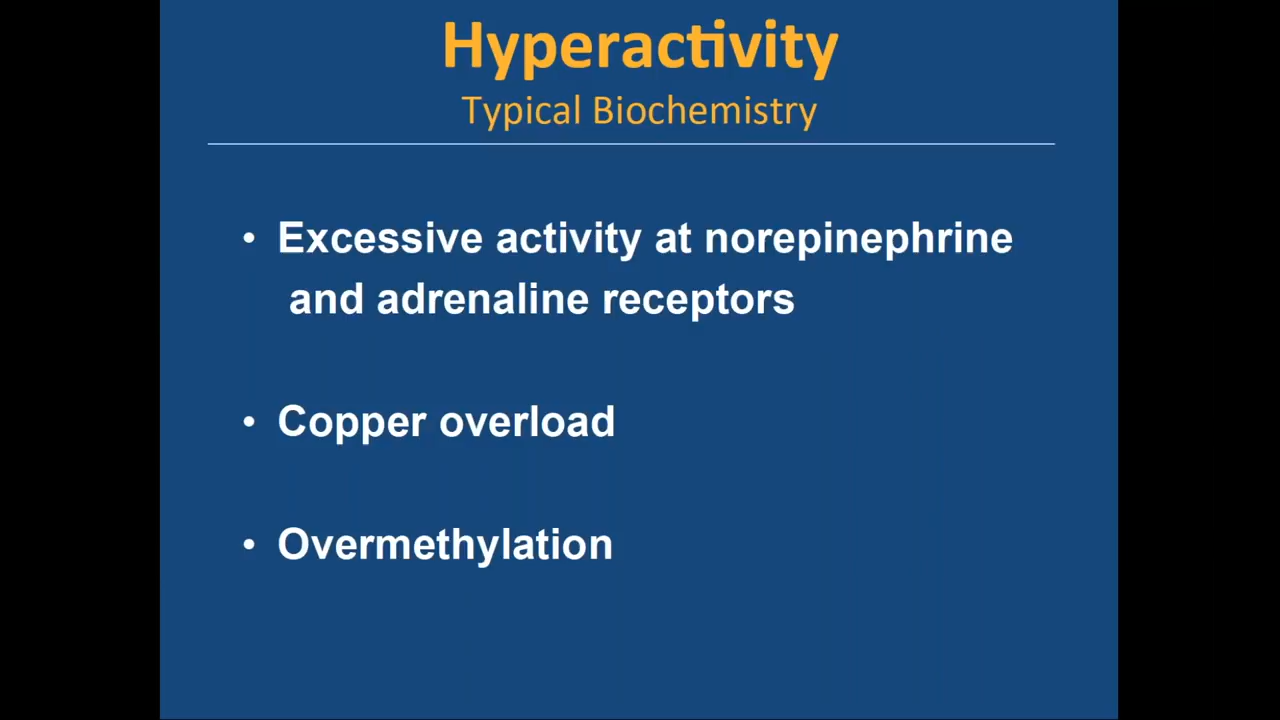 Hyperactivity
Typical Biochemistry
• Excessive activity at norepinephrine
and adrenaline receptors
• Copper overload
• Overmethylation